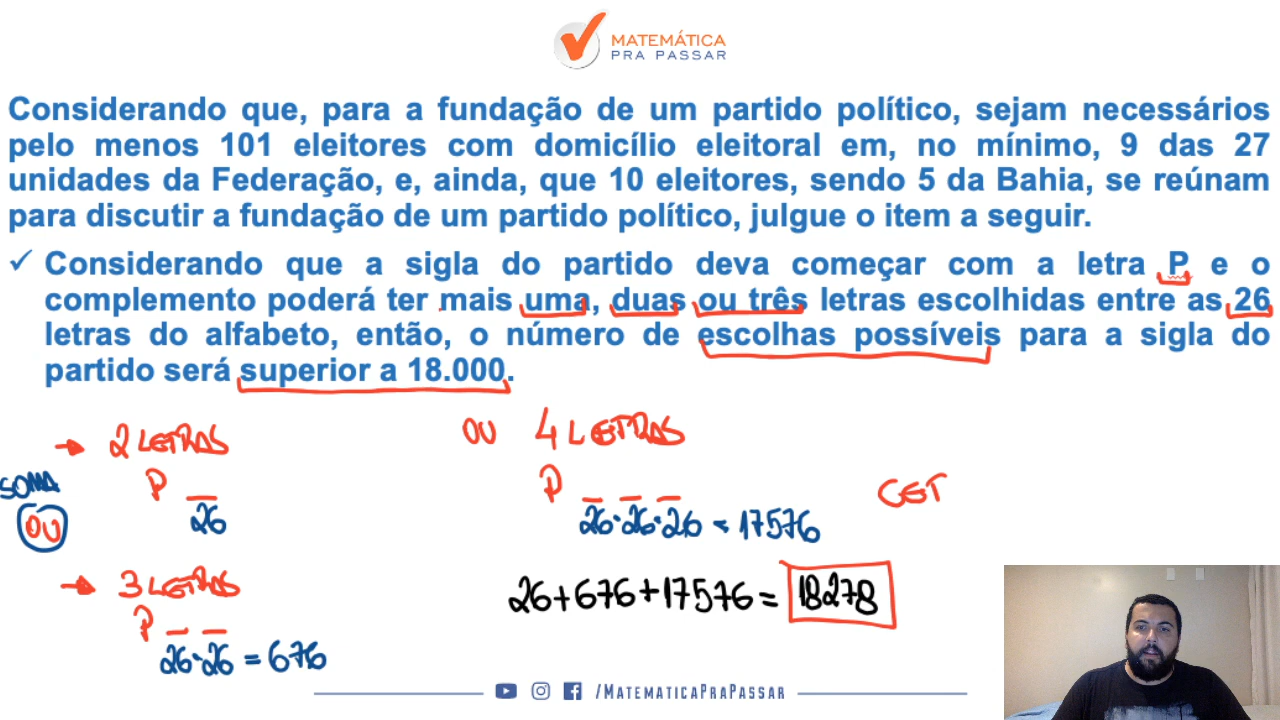 MATEMÁTICA
PRA PASSAR
Considerando que, para a fundação de um partido político, sejam necessários
pelo menos 101 eleitores com domicílio eleitoral em, no mínimo, 9 das 27
unidades da Federação, e, ainda, que 10 eleitores, sendo 5 da Bahia, se reúnam
para discutir a fundação de um partido político, julgue o item a seguir.
✓ Considerando que a sigla do partido deva começar com a letra P e o
complemento poderá ter mais uma, duas ou três letras escolhidas entre as 26
letras do alfabeto, então, o número de escolhas possíveis para a sigla do
partido será superior a 18.000.
→ 2 LETRAS
P
26
SOMA
OU
→ 3 LETRAS
P
26·26 = 676
OU 4 LETRAS
P
26·26·26 = 17576
CET
26+676+17576= 18278
/MATEMATICAPRAPASSAR